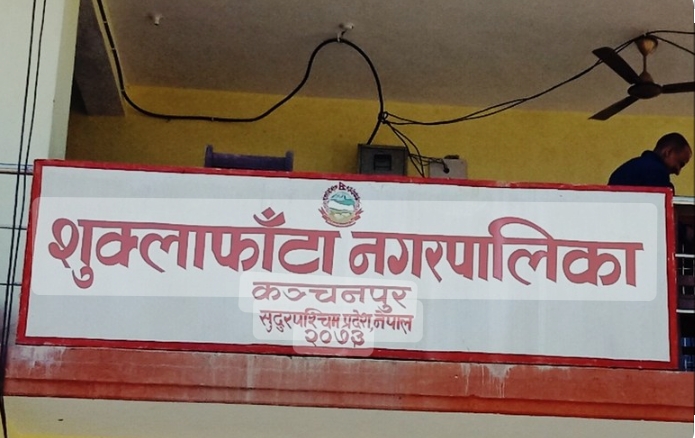 शुक्लाफाँटा नगरपालिका
कञ्चनपुर
सुदुरपश्चिम प्रदेश, नेपाल
२०७३